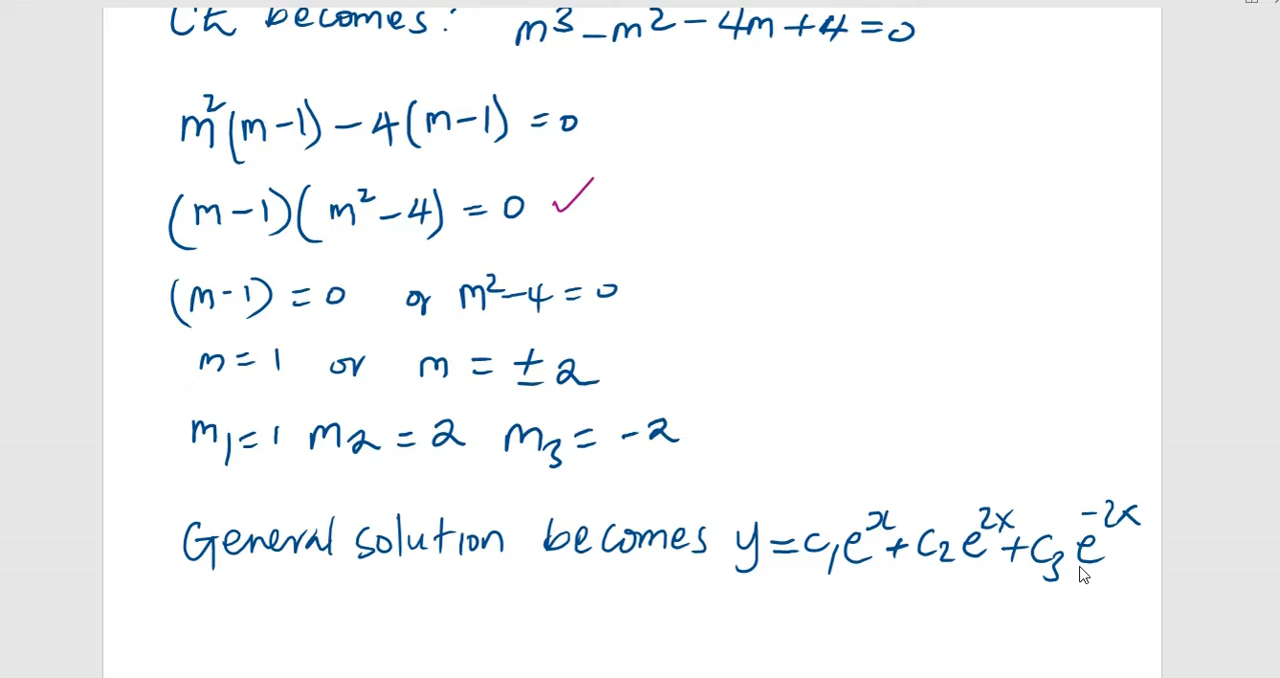 becomes: m³ - m² - 4m + 4 = 0
m²(m-1) - 4(m-1) = 0
(m-1)(m²-4) = 0 ✓
(m-1) = 0 or m²-4 = 0
m = 1 or m = ±2
m₁ = 1 m₂ = 2 m₃ = -2
General solution becomes y = c₁eˣ + c₂e²ˣ + c₃e⁻²ˣ